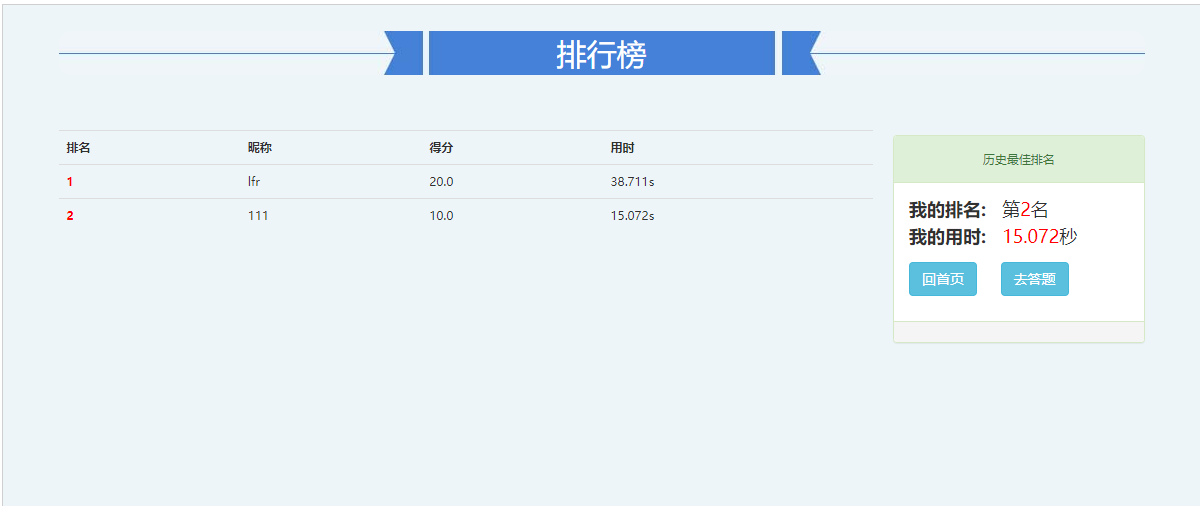 排行榜
排名 昵称 得分 用时
1 lfr 20.0 38.711s
2 111 10.0 15.072s
历史最佳排名
我的排名: 第2名
我的用时: 15.072秒
回首页 去答题